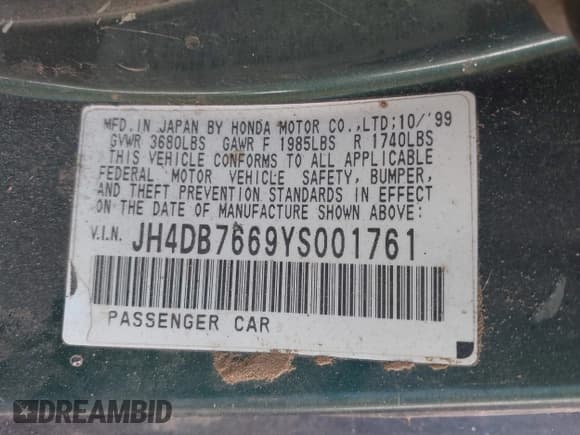 MFD. IN JAPAN BY HONDA MOTOR CO.,LTD;10/'99
GVWR 3680LBS GAWR F 1985LBS R 1740LBS
THIS VEHICLE CONFORMS TO ALL APPLICABLE
FEDERAL MOTOR VEHICLE SAFETY, BUMPER,
AND THEFT PREVENTION STANDARDS IN EFFECT
ON THE DATE OF MANUFACTURE SHOWN ABOVE:
V.I.N. JH4DB7669YS001761
PASSENGER CAR
DREAMBID